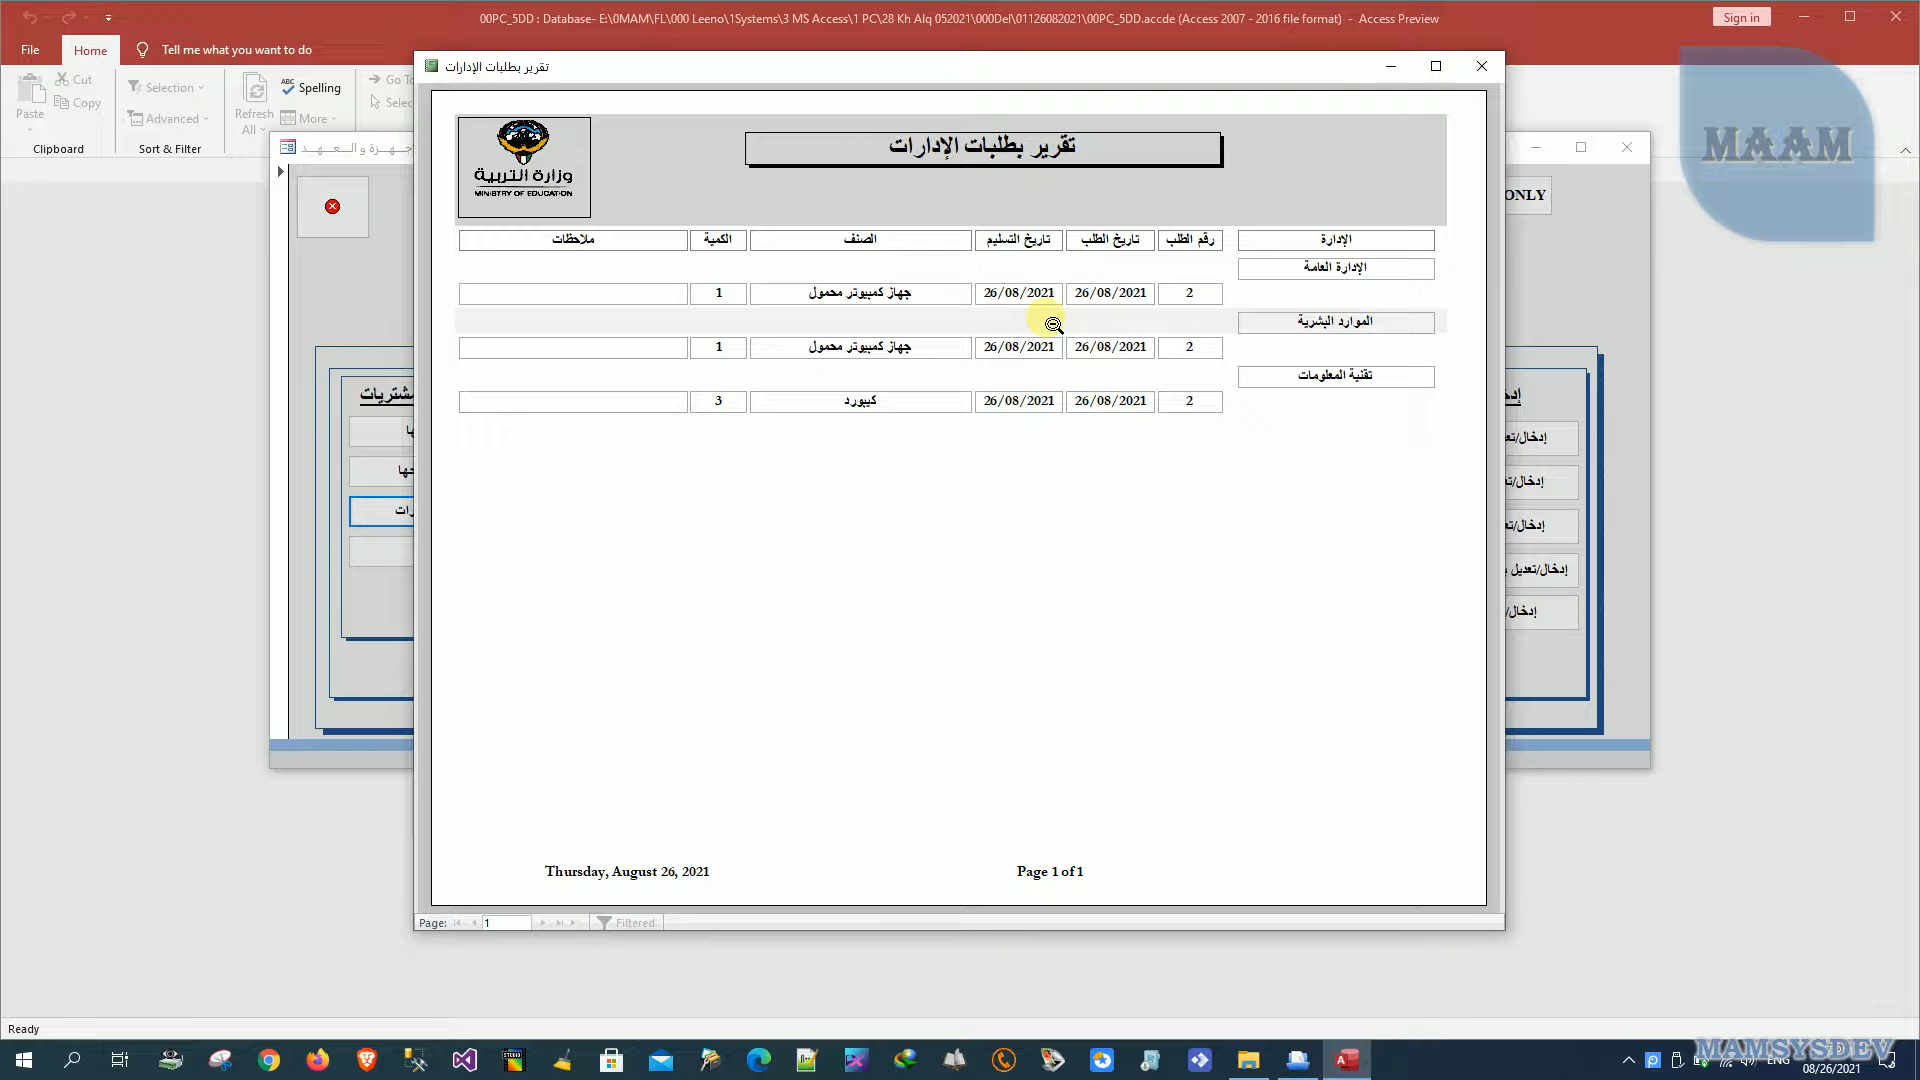 00PC_5DD : Database- E:\0MAM\FL\000 Leeno\1Systems\3 MS Access\1 PC\28 Kh Alq 052021\000Del\01126082021\00PC_5DD.accde (Access 2007 - 2016 file format) - Access Preview
Sign in
File
Home
Tell me what you want to do
Paste
Cut
Copy
Clipboard
Selection
Advanced
Sort & Filter
Refresh All
Spelling
More
Go To
تقرير بطلبات الإدارات
MAAM
وزارة التربية
MINISTRY OF EDUCATION
تقرير بطلبات الإدارات
ONLY
الإدارة رقم الطلب تاريخ الطلب تاريخ التسليم الصنف الكمية ملاحظات
الإدارة العامة
2 26/08/2021 26/08/2021 جهاز كمبيوتر محمول 1
الموارد البشرية
2 26/08/2021 26/08/2021 جهاز كمبيوتر محمول 1
تقنية المعلومات
2 26/08/2021 26/08/2021 كيبورد 3
Thursday, August 26, 2021
Page 1 of 1
Page: 1
Filtered
Ready
MAMSYSDEV
ENG
08/26/2021